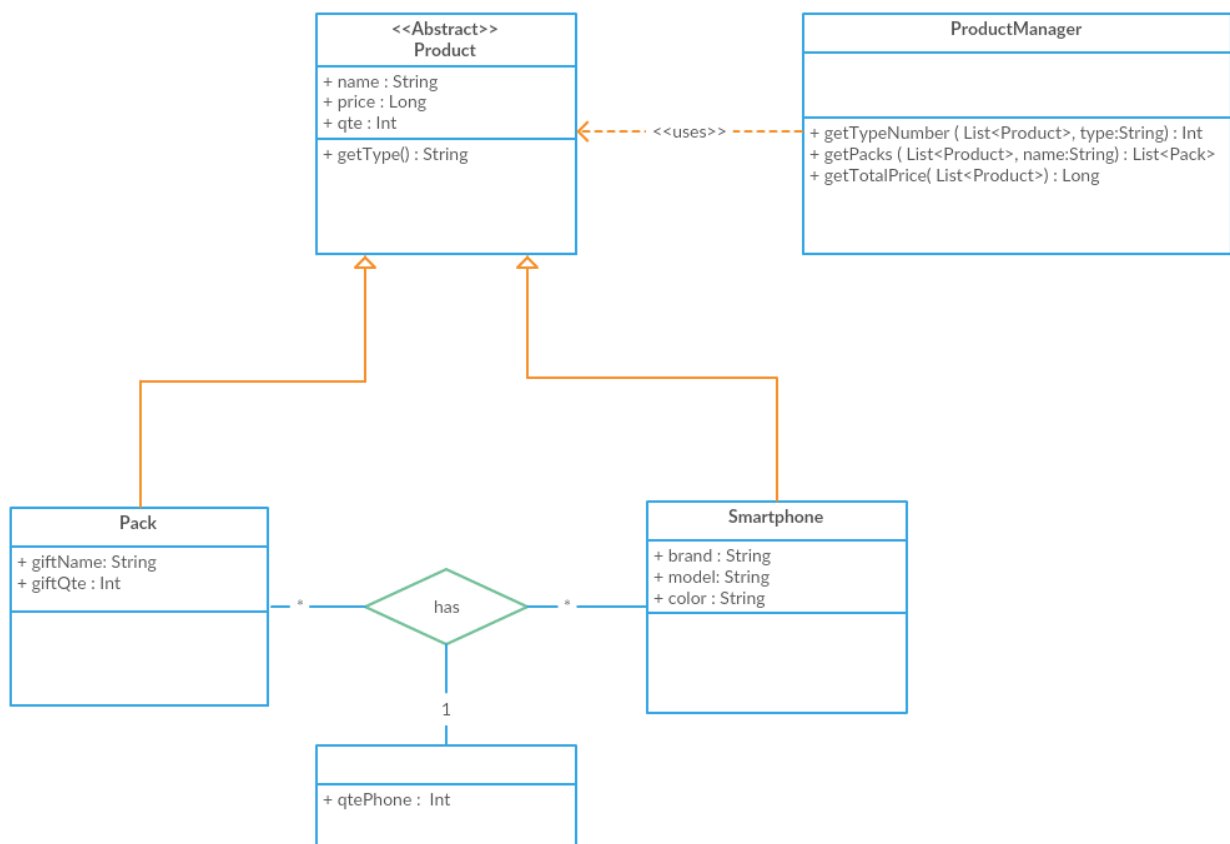 <<Abstract>>
Product
+ name : String
+ price : Long
+ qte : Int
+ getType() : String
<<uses>>
ProductManager
+ getTypeNumber ( List<Product>, type:String) : Int
+ getPacks ( List<Product>, name:String) : List<Pack>
+ getTotalPrice( List<Product>) : Long
Pack
+ giftName: String
+ giftQte : Int
*
has
*
Smartphone
+ brand : String
+ model: String
+ color : String
1
+ qtePhone :  Int